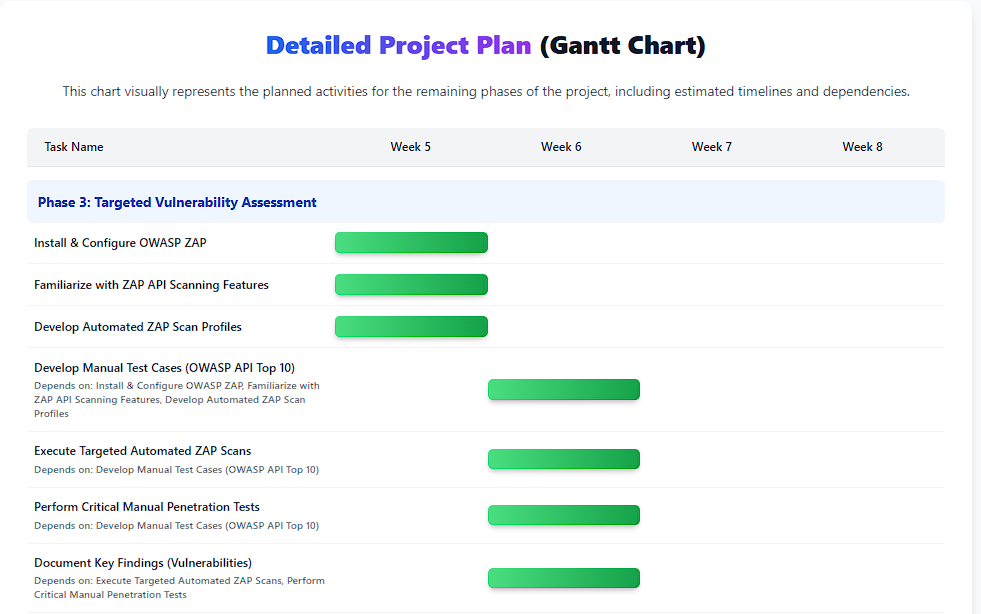 Detailed Project Plan (Gantt Chart)
This chart visually represents the planned activities for the remaining phases of the project, including estimated timelines and dependencies.
Task Name Week 5 Week 6 Week 7 Week 8
Phase 3: Targeted Vulnerability Assessment
Install & Configure OWASP ZAP
Familiarize with ZAP API Scanning Features
Develop Automated ZAP Scan Profiles
Develop Manual Test Cases (OWASP API Top 10)
Depends on: Install & Configure OWASP ZAP, Familiarize with
ZAP API Scanning Features, Develop Automated ZAP Scan
Profiles
Execute Targeted Automated ZAP Scans
Depends on: Develop Manual Test Cases (OWASP API Top 10)
Perform Critical Manual Penetration Tests
Depends on: Develop Manual Test Cases (OWASP API Top 10)
Document Key Findings (Vulnerabilities)
Depends on: Execute Targeted Automated ZAP Scans, Perform
Critical Manual Penetration Tests